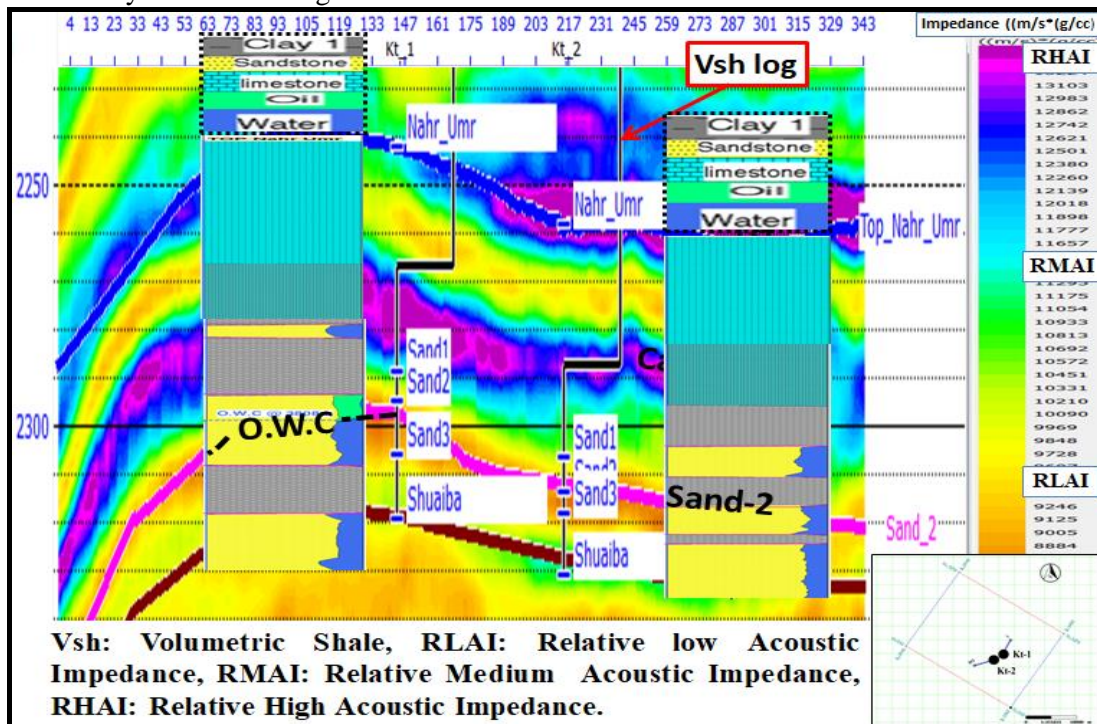 4 13 23 33 43 53 63 73 83 93 103 117 133 147 161 175 189 203 217 231 245 259 273 287 301 315 329 343
Impedance ((m/s*(g/cc)
((m/s)*(g/cc)
Kt_1
Kt_2
Clay 1
Sandstone
limestone
Oil
Water
Vsh log
RHAI
13103
12983
12862
12742
12621
12501
12380
12260
12139
12018
11898
11777
11657
RMAI
11175
11054
10933
10813
10692
10572
10451
10331
10210
10090
9969
9848
9728
RLAI
9246
9125
9005
8884
Clay 1
Sandstone
limestone
Oil
Water
Nahr_Umr
Nahr_Umr
Top_Nahr_Umr
2250
Sand1
Sand2
Sand3
Shuaiba
O.W.C
2300
Sand1
Sand3
Shuaiba
Sand-2
Sand_2
Kt-1
Kt-2
Vsh: Volumetric Shale, RLAI: Relative low Acoustic
Impedance, RMAI: Relative Medium Acoustic Impedance,
RHAI: Relative High Acoustic Impedance.